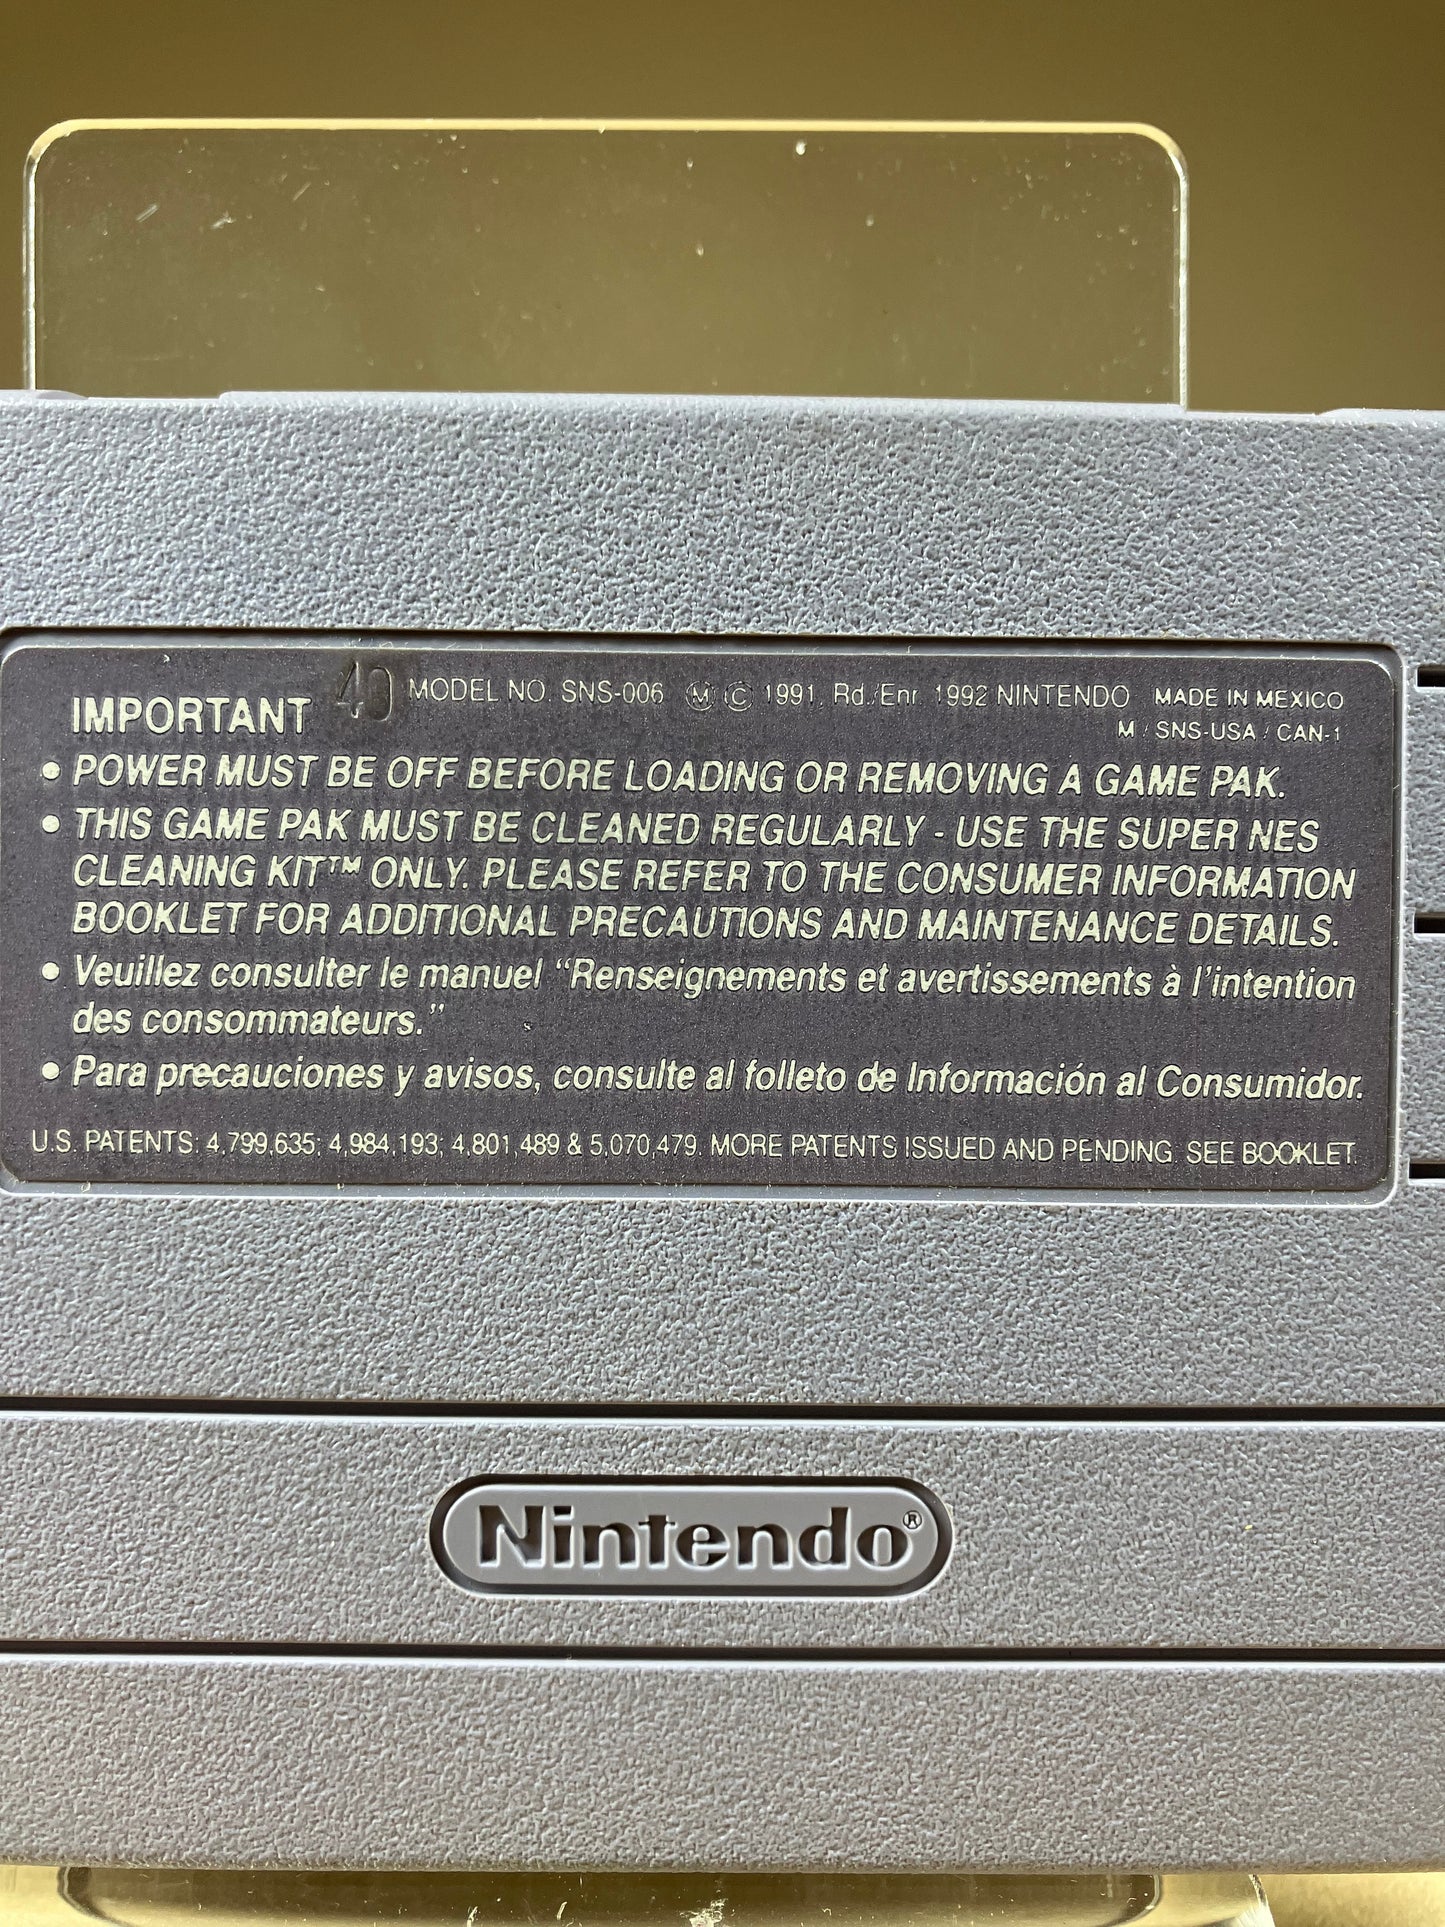 IMPORTANT 40 MODEL NO. SNS-006 Ⓜ © 1991, Rd./Enr. 1992 NINTENDO MADE IN MEXICO
M / SNS-USA / CAN-1
• POWER MUST BE OFF BEFORE LOADING OR REMOVING A GAME PAK.
• THIS GAME PAK MUST BE CLEANED REGULARLY - USE THE SUPER NES
CLEANING KIT™ ONLY. PLEASE REFER TO THE CONSUMER INFORMATION
BOOKLET FOR ADDITIONAL PRECAUTIONS AND MAINTENANCE DETAILS.
• Veuillez consulter le manuel “Renseignements et avertissements à l’intention
des consommateurs.”
• Para precauciones y avisos, consulte al folleto de Información al Consumidor.
U.S. PATENTS: 4,799,635; 4,984,193; 4,801,489 & 5,070,479. MORE PATENTS ISSUED AND PENDING: SEE BOOKLET.
Nintendo®